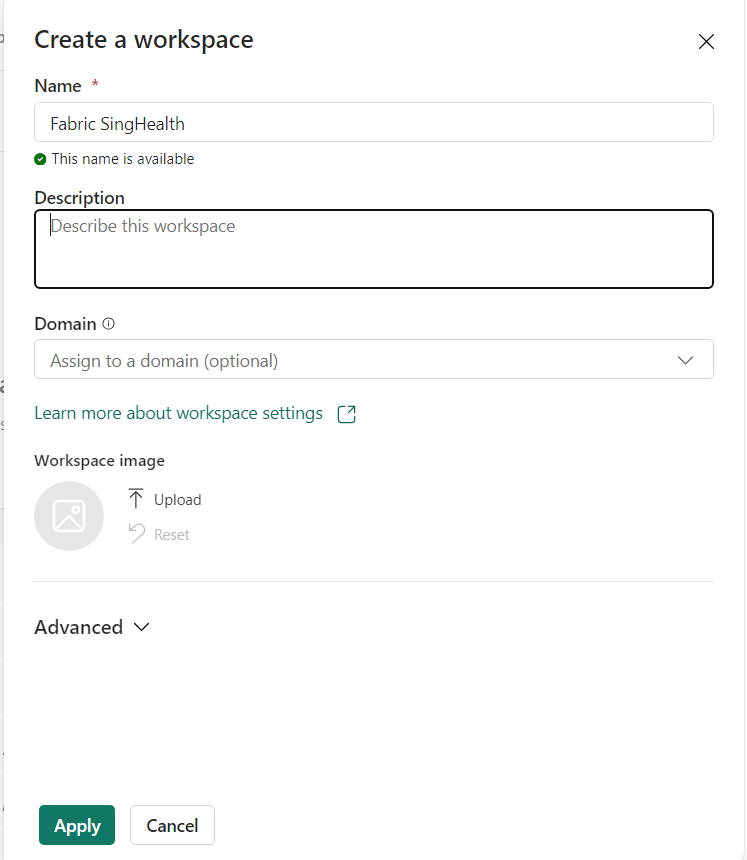 Create a workspace
Name *
Fabric SingHealth
This name is available
Description
Describe this workspace
Domain
Assign to a domain (optional)
Learn more about workspace settings
Workspace image
Upload
Reset
Advanced
Apply Cancel